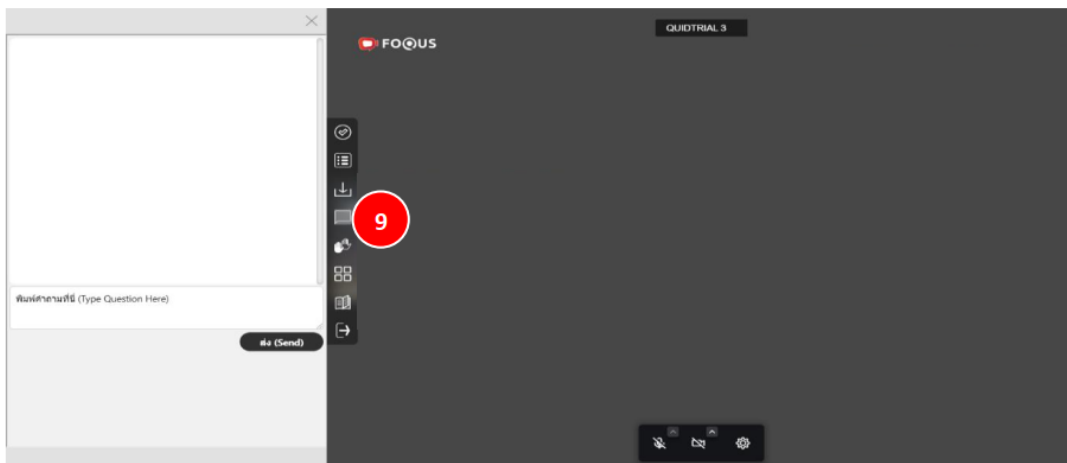 QUIDTRIAL 3
FOQUS
9
พิมพ์คำถามที่นี่ (Type Question Here)
ส่ง (Send)